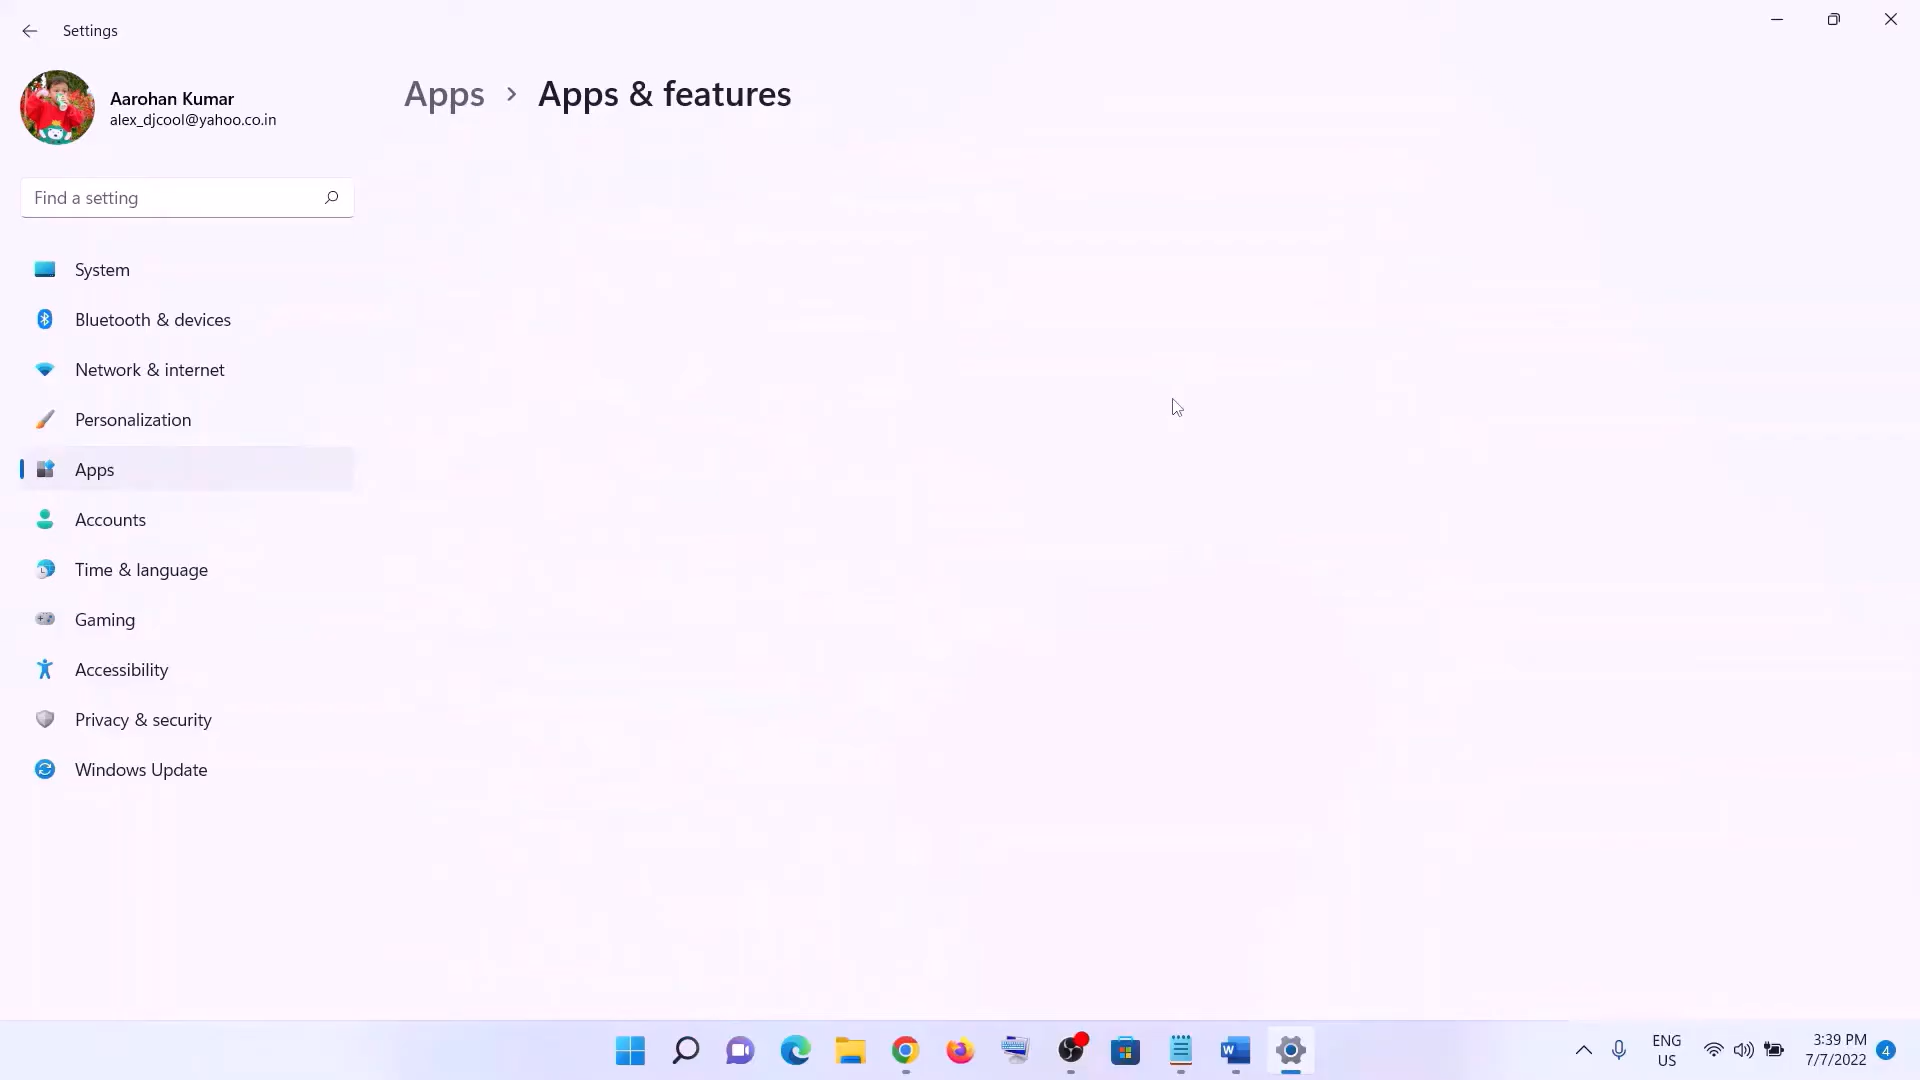 Settings
Aarohan Kumar
alex_djcool@yahoo.co.in
Apps > Apps & features
Find a setting
System
Bluetooth & devices
Network & internet
Personalization
Apps
Accounts
Time & language
Gaming
Accessibility
Privacy & security
Windows Update
ENG
US
3:39 PM
7/7/2022
4